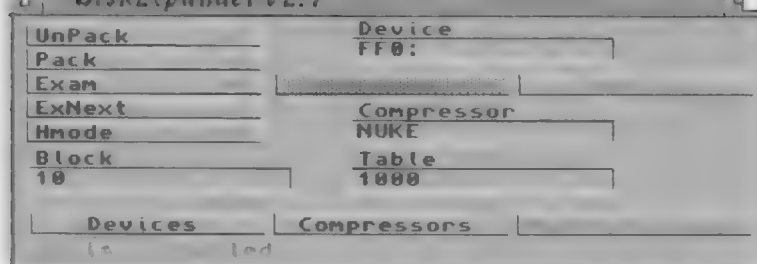 UnPack
Pack
Exam
ExNext
Hmode
Block
10
Device
FF0:
Compressor
NUKE
Table
1000
Devices
Compressors